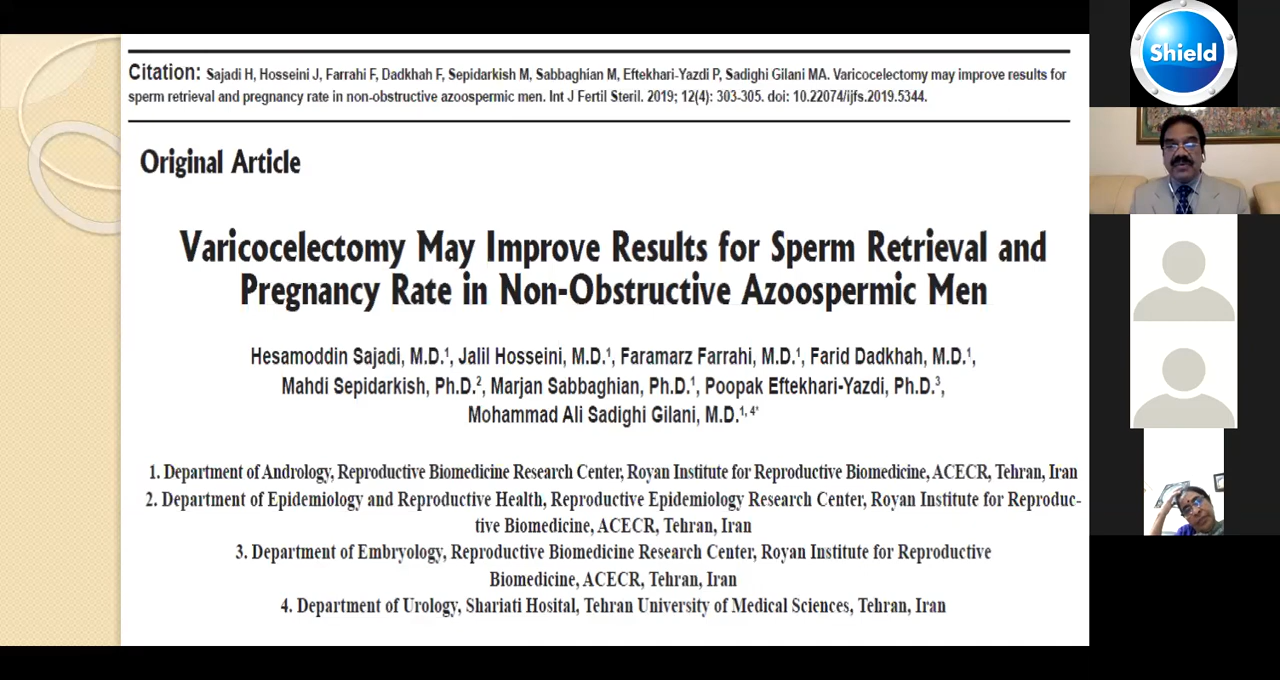 Citation: Sajadi H, Hosseini J, Farrahi F, Dadkhah F, Sepidarkish M, Sabbaghian M, Eftekhari-Yazdi P, Sadighi Gilani MA. Varicocelectomy may improve results for
sperm retrieval and pregnancy rate in non-obstructive azoospermic men. Int J Fertil Steril. 2019; 12(4): 303-305. doi: 10.22074/ijfs.2019.5344.
Original Article
Varicocelectomy May Improve Results for Sperm Retrieval and
Pregnancy Rate in Non-Obstructive Azoospermic Men
Hesamoddin Sajadi, M.D.¹, Jalil Hosseini, M.D.¹, Faramarz Farrahi, M.D.¹, Farid Dadkhah, M.D.¹,
Mahdi Sepidarkish, Ph.D.², Marjan Sabbaghian, Ph.D.¹, Poopak Eftekhari-Yazdi, Ph.D.³,
Mohammad Ali Sadighi Gilani, M.D.¹, ⁴*
1. Department of Andrology, Reproductive Biomedicine Research Center, Royan Institute for Reproductive Biomedicine, ACECR, Tehran, Iran
2. Department of Epidemiology and Reproductive Health, Reproductive Epidemiology Research Center, Royan Institute for Reproduc-
tive Biomedicine, ACECR, Tehran, Iran
3. Department of Embryology, Reproductive Biomedicine Research Center, Royan Institute for Reproductive
Biomedicine, ACECR, Tehran, Iran
4. Department of Urology, Shariati Hosital, Tehran University of Medical Sciences, Tehran, Iran
Shield